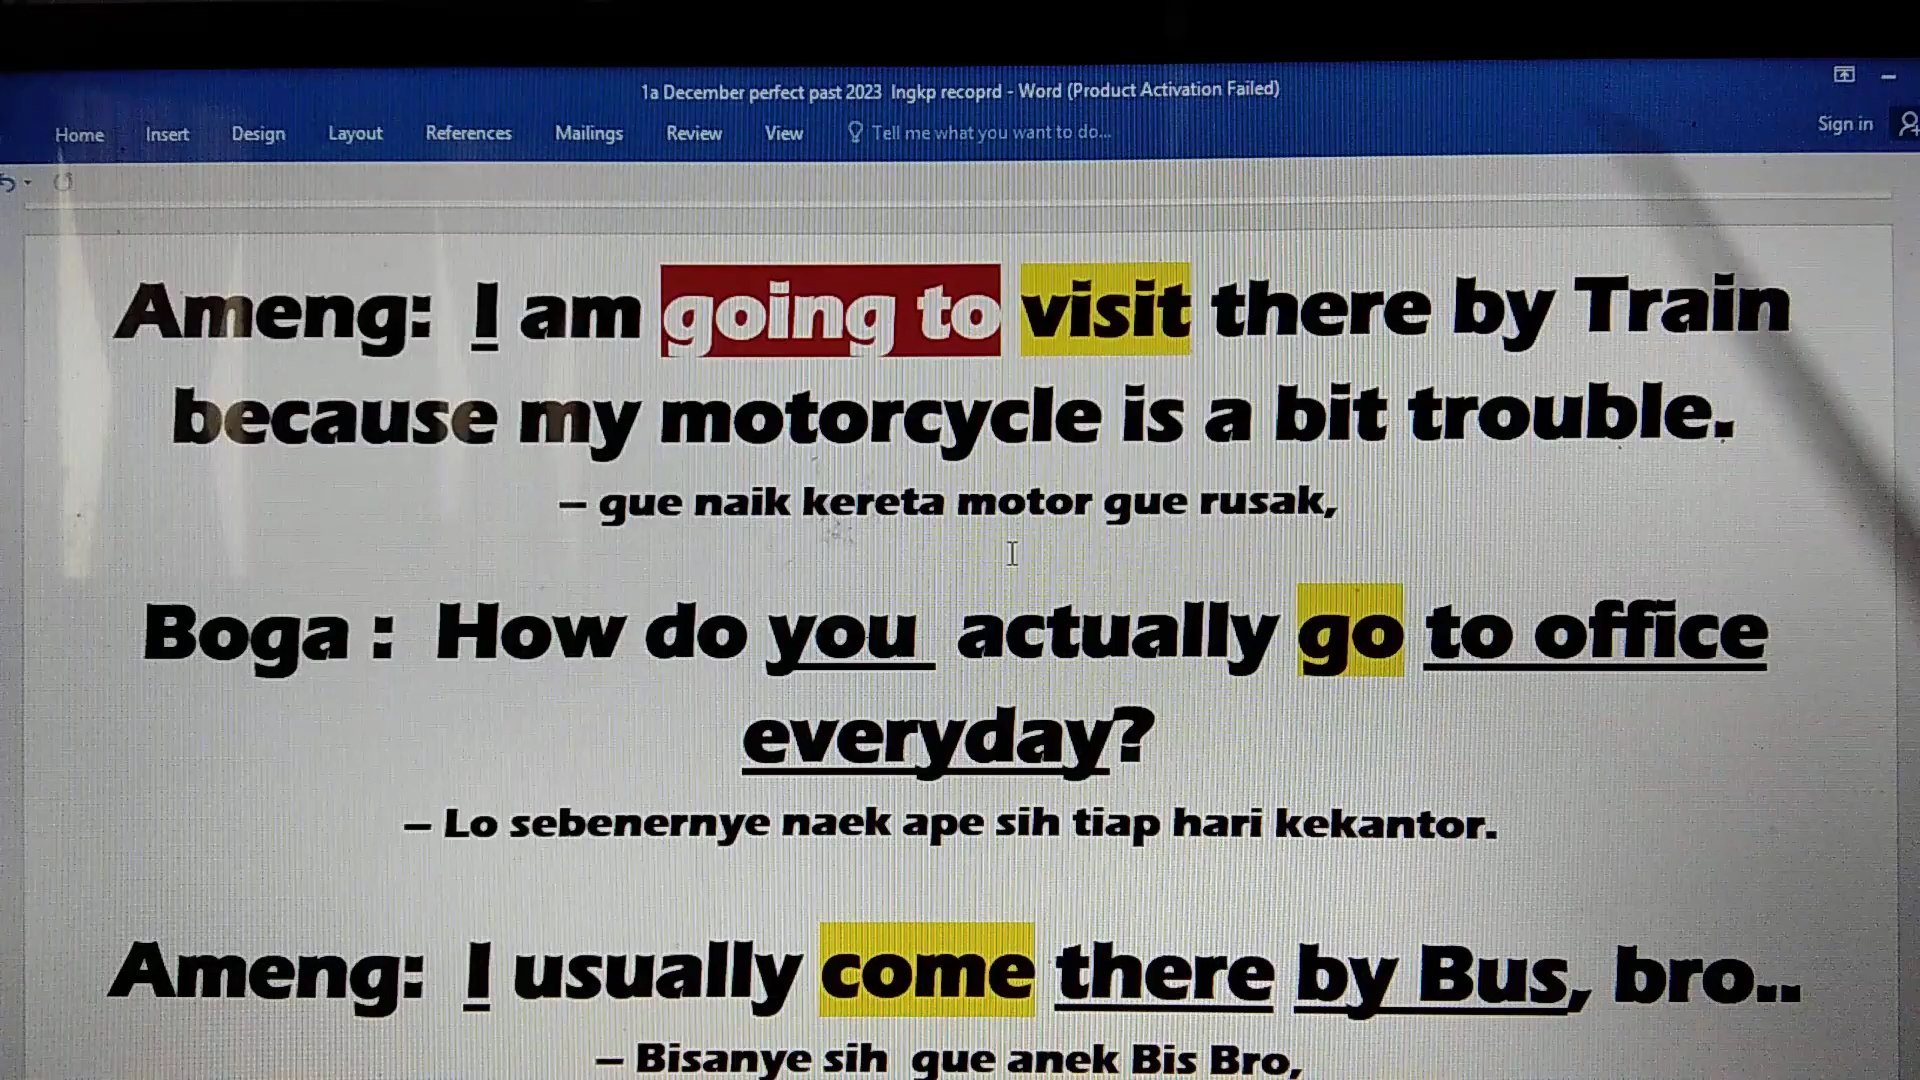 1a December perfect past 2023 Ingkp recoprd - Word (Product Activation Failed)
Home Insert Design Layout References Mailings Review View Tell me what you want to do... Sign in
Ameng: I am going to visit there by Train
because my motorcycle is a bit trouble.
– gue naik kereta motor gue rusak,
Boga : How do you actually go to office
everyday?
– Lo sebenernye naek ape sih tiap hari kekantor.
Ameng: I usually come there by Bus, bro..
– Bisanye sih gue anek Bis Bro,